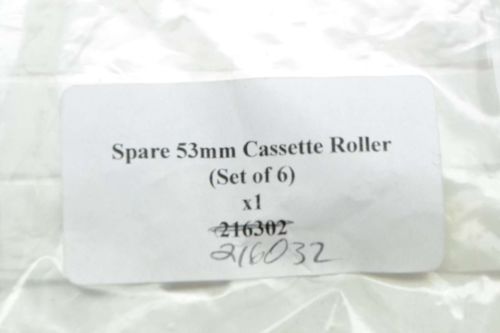 Spare 53mm Cassette Roller
(Set of 6)
x1
216302
216032